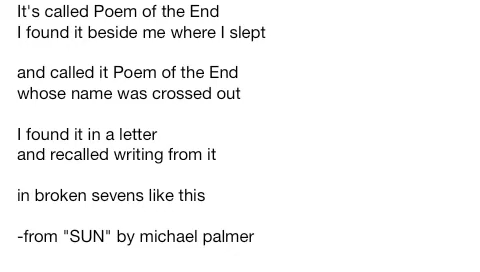 It's called Poem of the End
I found it beside me where I slept
and called it Poem of the End
whose name was crossed out
I found it in a letter
and recalled writing from it
in broken sevens like this
-from "SUN" by michael palmer